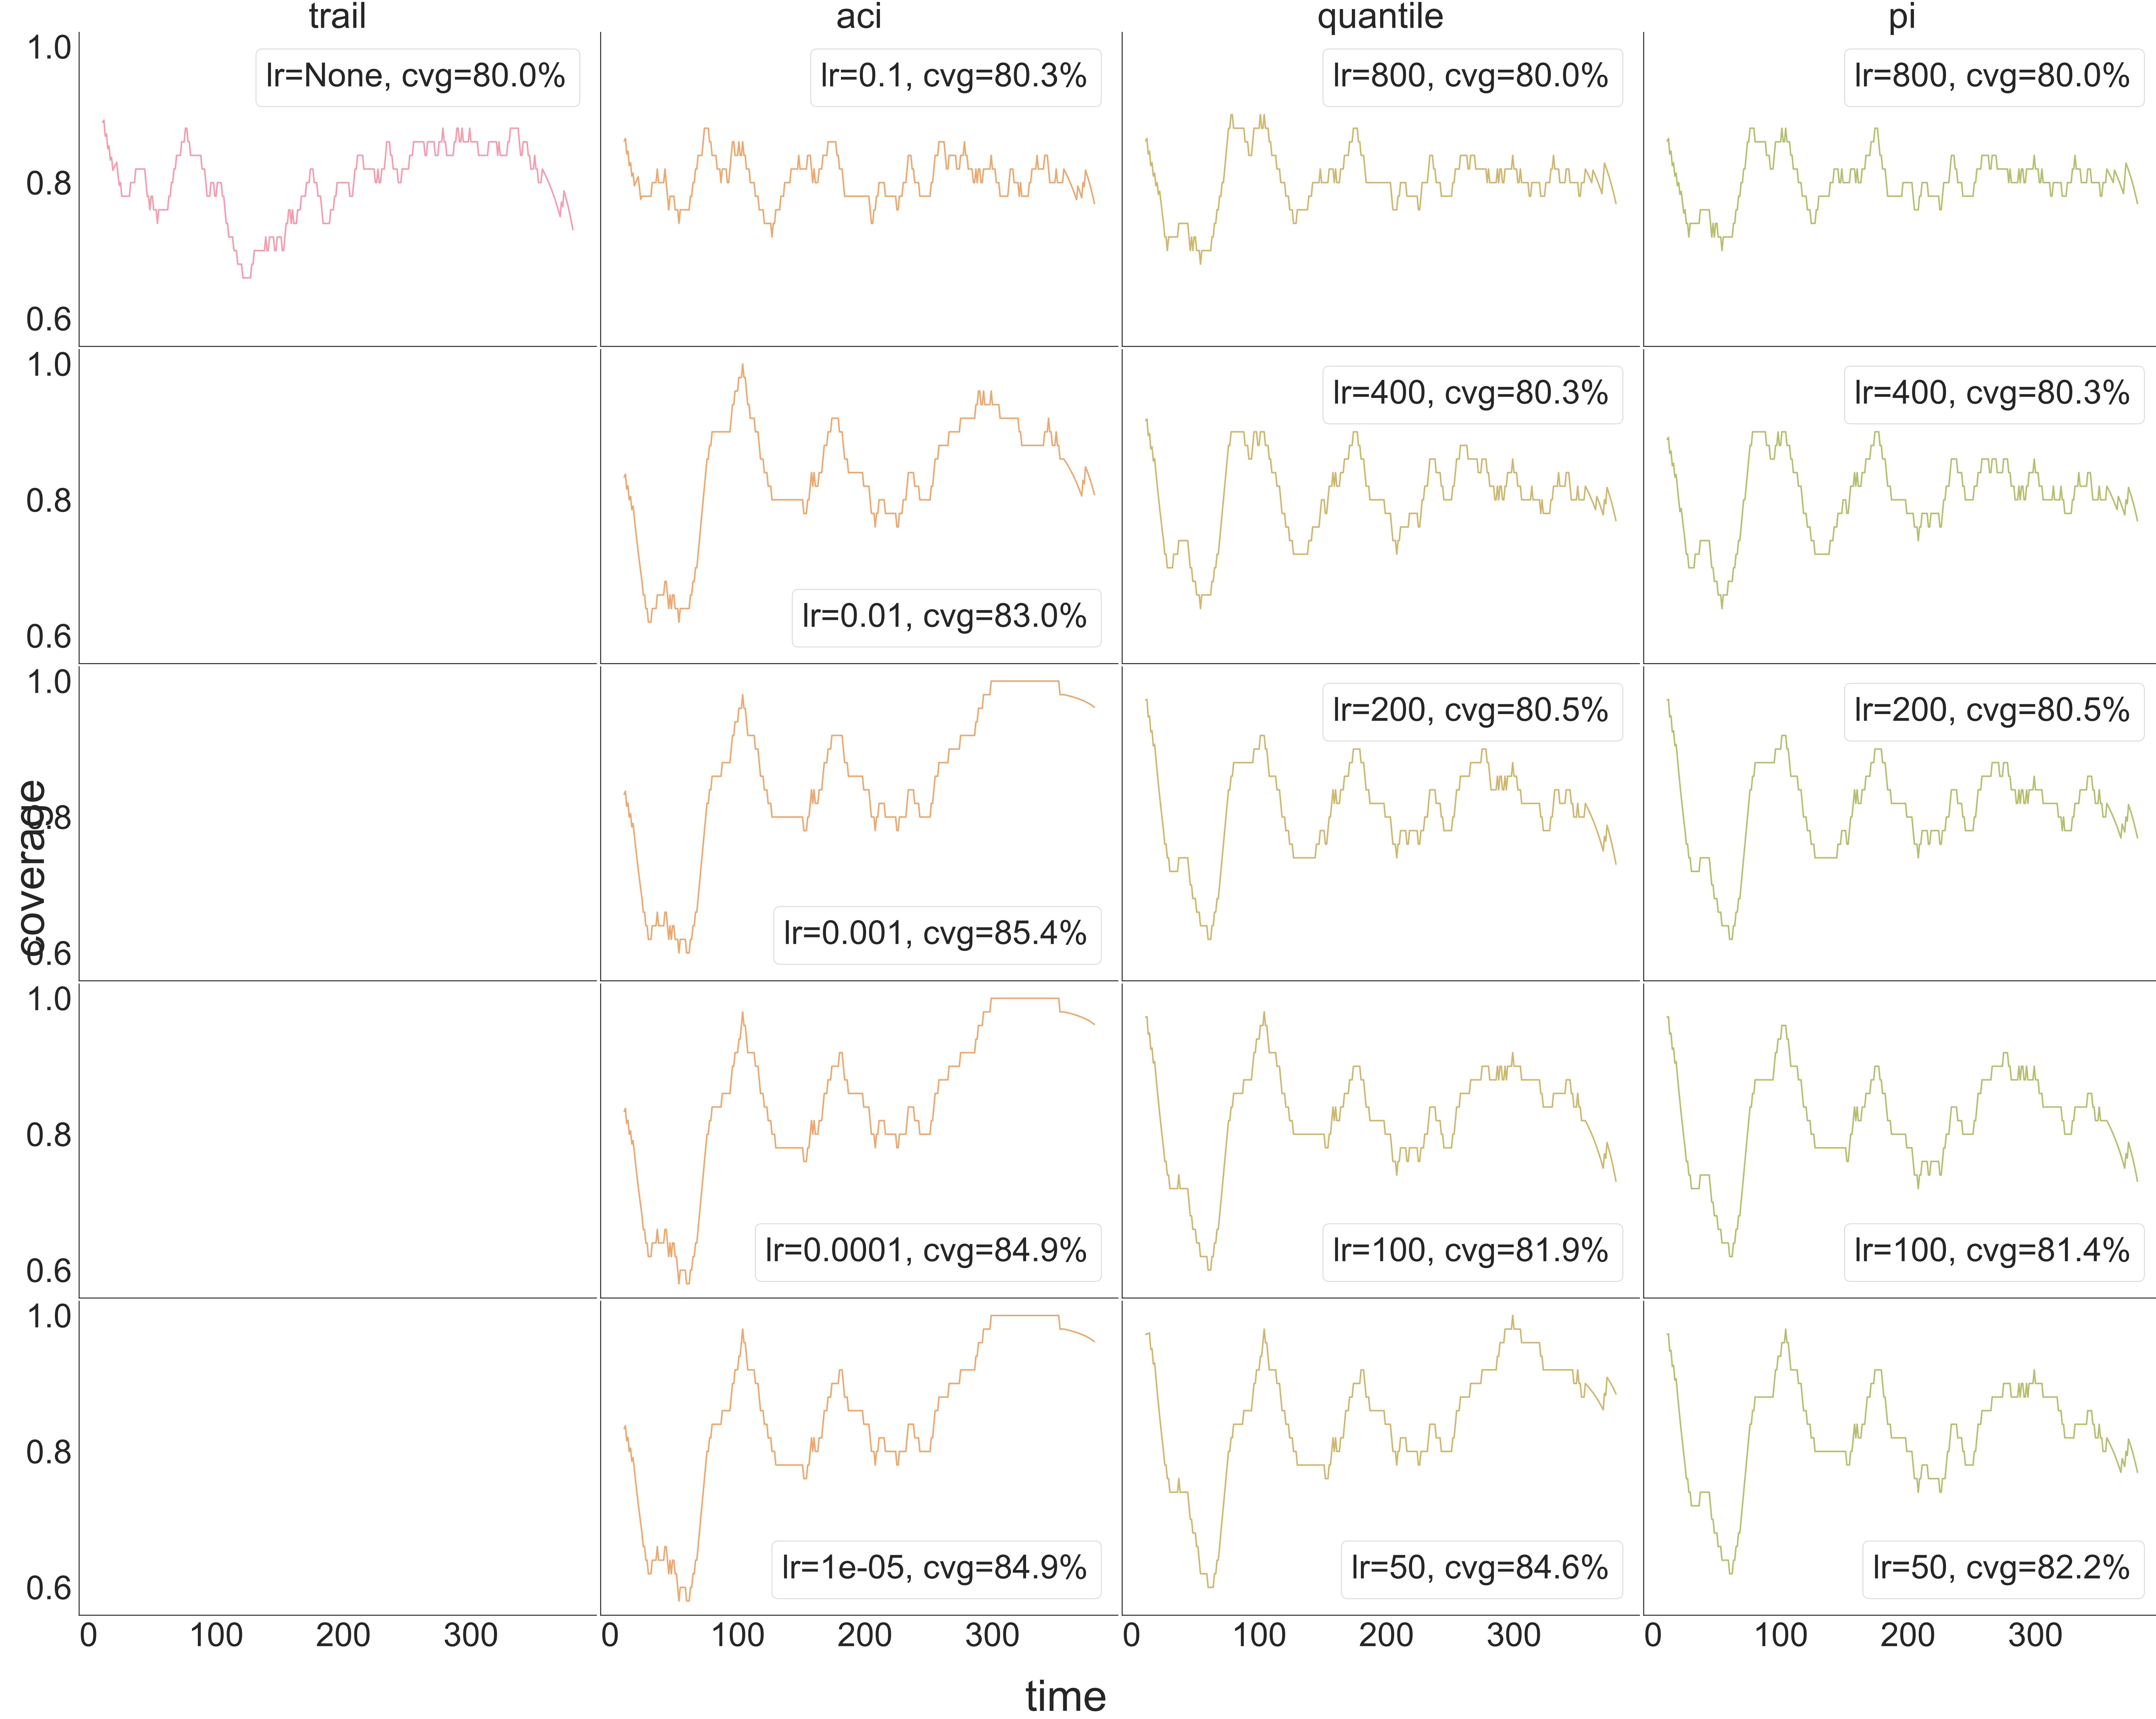 trail aci quantile pi
1.0
lr=None, cvg=80.0% lr=0.1, cvg=80.3% lr=800, cvg=80.0% lr=800, cvg=80.0%
0.8
0.6
1.0
lr=400, cvg=80.3% lr=400, cvg=80.3%
0.8
lr=0.01, cvg=83.0%
0.6
1.0
lr=200, cvg=80.5% lr=200, cvg=80.5%
0.8
coverage
lr=0.001, cvg=85.4%
0.6
1.0
0.8
lr=0.0001, cvg=84.9% lr=100, cvg=81.9% lr=100, cvg=81.4%
0.6
1.0
0.8
lr=1e-05, cvg=84.9% lr=50, cvg=84.6% lr=50, cvg=82.2%
0.6
0 100 200 300 0 100 200 300 0 100 200 300 0 100 200 300
time